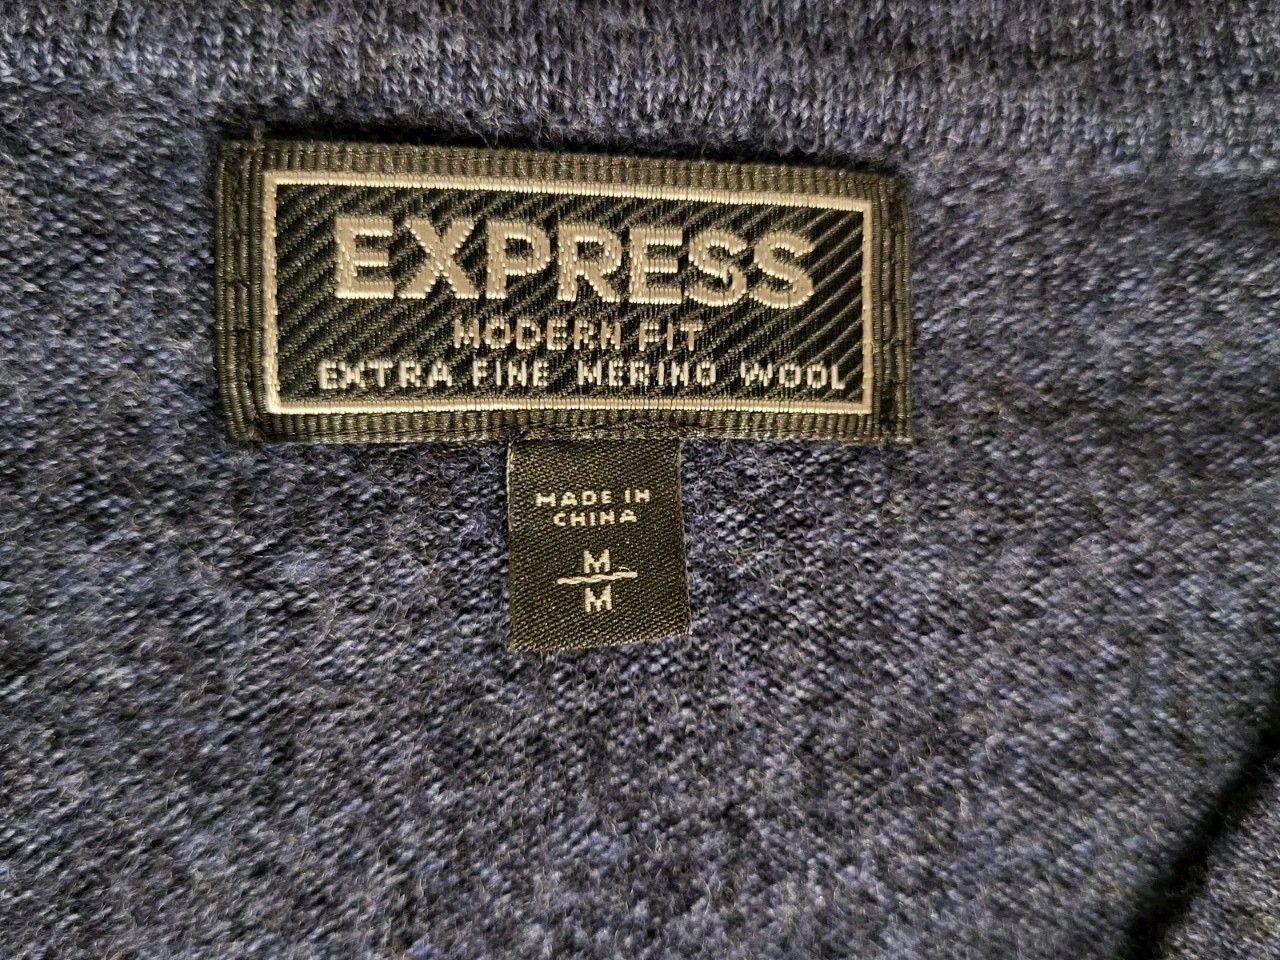 EXPRESS
MODERN FIT
EXTRA FINE MERINO WOOL
MADE IN
CHINA
M
M